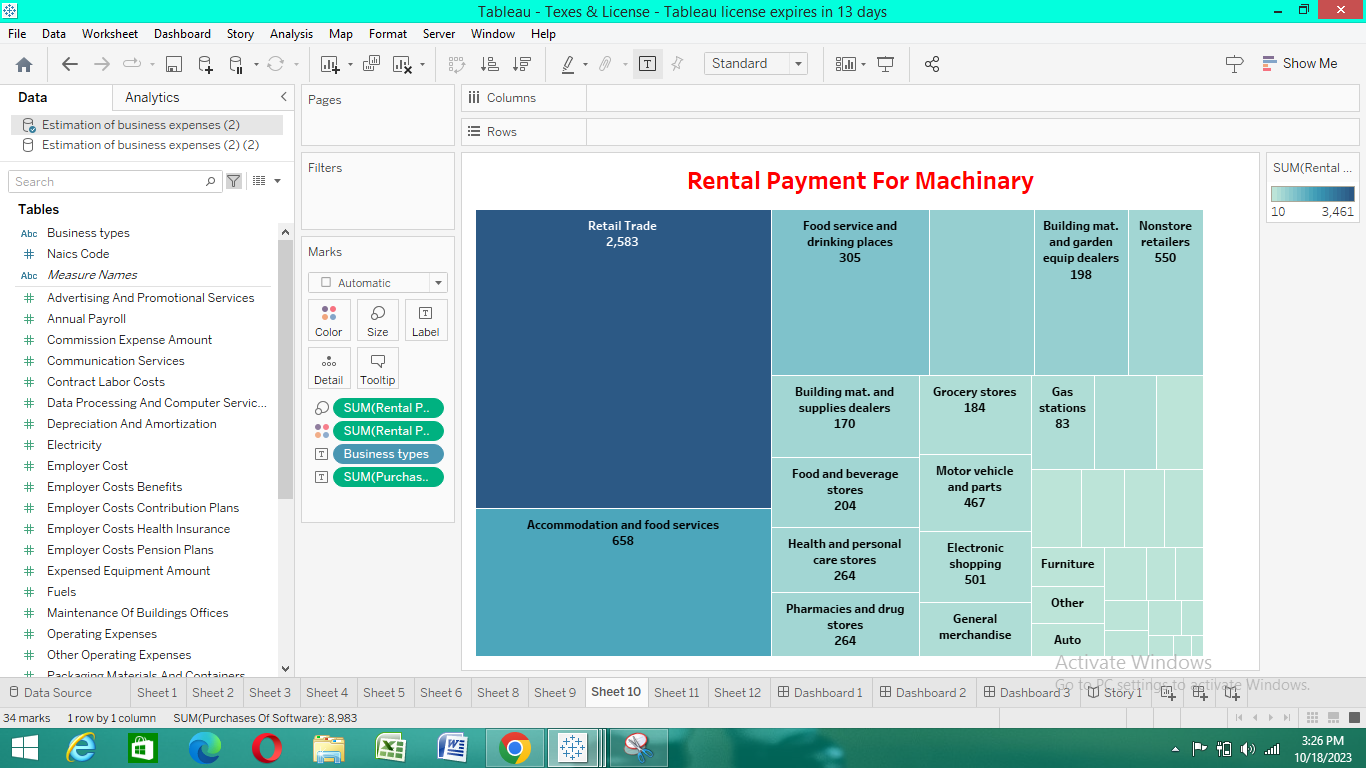 Tableau - Texes & License - Tableau license expires in 13 days
File Data Worksheet Dashboard Story Analysis Map Format Server Window Help
Standard
Show Me
Data Analytics
Estimation of business expenses (2)
Estimation of business expenses (2) (2)
Search
Tables
Abc Business types
# Naics Code
Abc Measure Names
# Advertising And Promotional Services
# Annual Payroll
# Commission Expense Amount
# Communication Services
# Contract Labor Costs
# Data Processing And Computer Servic...
# Depreciation And Amortization
# Electricity
# Employer Cost
# Employer Costs Benefits
# Employer Costs Contribution Plans
# Employer Costs Health Insurance
# Employer Costs Pension Plans
# Expensed Equipment Amount
# Fuels
# Maintenance Of Buildings Offices
# Operating Expenses
# Other Operating Expenses
# Packaging Materials And Containers
Pages
Filters
Marks
Automatic
Color Size Label
Detail Tooltip
SUM(Rental P..
SUM(Rental P..
Business types
SUM(Purchas..
Columns
Rows
Rental Payment For Machinary
Retail Trade
2,583
Accommodation and food services
658
Food service and
drinking places
305
Building mat.
and garden
equip dealers
198
Nonstore
retailers
550
Building mat. and
supplies dealers
170
Food and beverage
stores
204
Health and personal
care stores
264
Pharmacies and drug
stores
264
Grocery stores
184
Motor vehicle
and parts
467
Electronic
shopping
501
General
merchandise
Gas
stations
83
Furniture
Other
Auto
SUM(Rental ...
10 3,461
Activate Windows
Go to PC settings to activate Windows.
Data Source Sheet 1 Sheet 2 Sheet 3 Sheet 4 Sheet 5 Sheet 6 Sheet 8 Sheet 9 Sheet 10 Sheet 11 Sheet 12 Dashboard 1 Dashboard 2 Dashboard 3 Story 1
34 marks 1 row by 1 column SUM(Purchases Of Software): 8,983
3:26 PM
10/18/2023